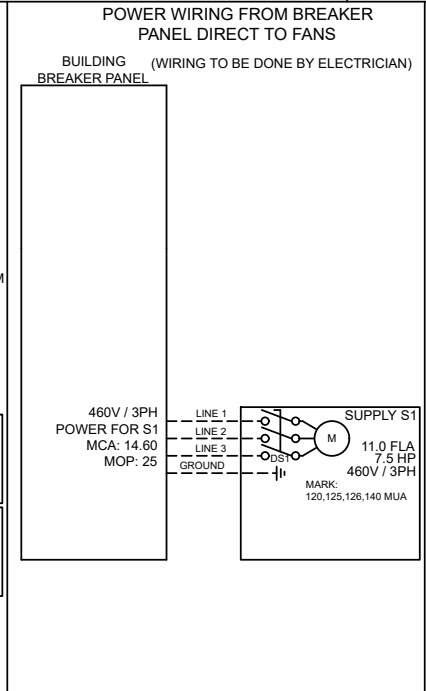 POWER WIRING FROM BREAKER
PANEL DIRECT TO FANS
BUILDING
BREAKER PANEL
(WIRING TO BE DONE BY ELECTRICIAN)
M
460V / 3PH
POWER FOR S1
MCA: 14.60
MOP: 25
LINE 1
LINE 2
LINE 3
GROUND
DS1
M
SUPPLY S1
11.0 FLA
7.5 HP
460V / 3PH
MARK:
120,125,126,140 MUA